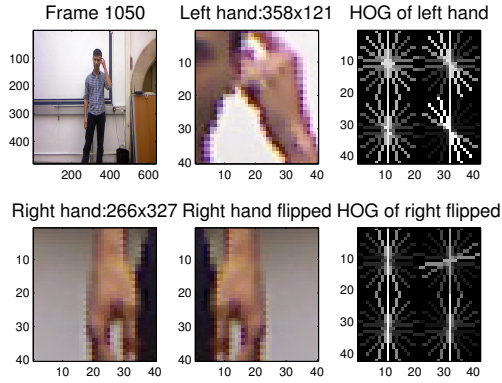 Frame 1050
Left hand:358x121
HOG of left hand
100
200
300
400
200 400 600
10
20
30
40
10 20 30 40
10
20
30
40
10 20 30 40
Right hand:266x327
Right hand flipped
HOG of right flipped
10
20
30
40
10 20 30 40
10
20
30
40
10 20 30 40
10
20
30
40
10 20 30 40